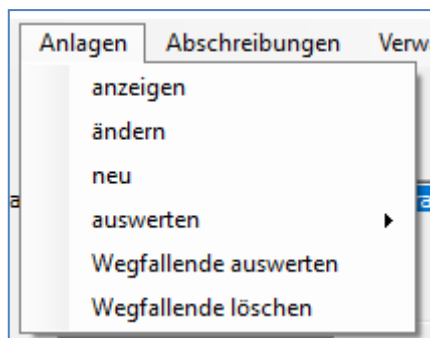 Anlagen Abschreibungen
anzeigen
ändern
neu
auswerten
Wegfallende auswerten
Wegfallende löschen